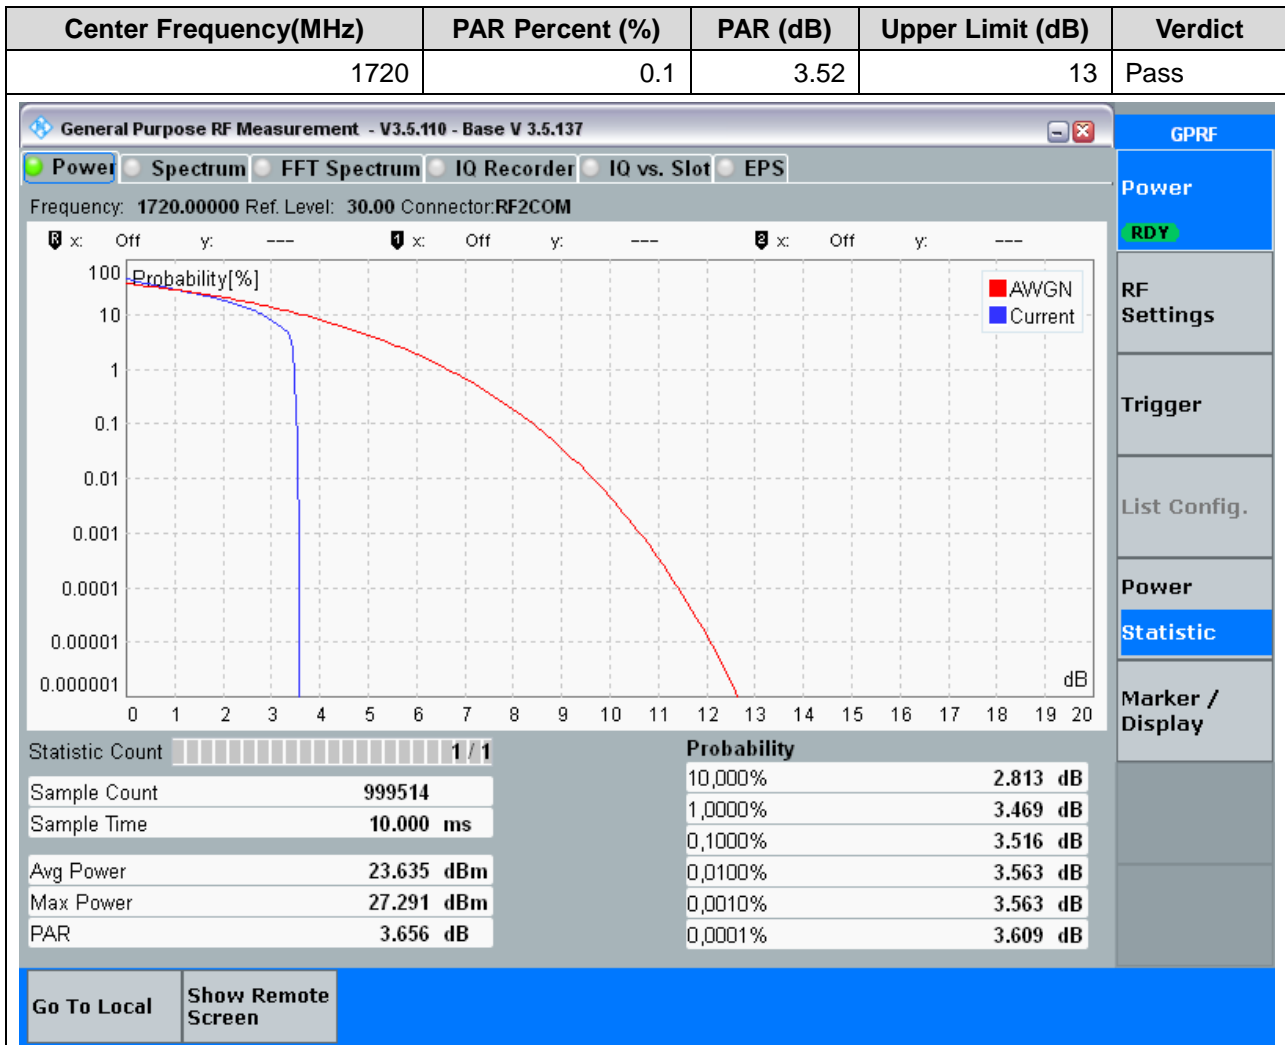 Center Frequency(MHz) PAR Percent (%) PAR (dB) Upper Limit (dB) Verdict
1720 0.1 3.52 13 Pass
General Purpose RF Measurement - V3.5.110 - Base V 3.5.137
GPRF
Power Spectrum FFT Spectrum IQ Recorder IQ vs. Slot EPS
Frequency: 1720.00000 Ref. Level: 30.00 Connector:RF2COM
R x: Off y: --- 1 x: Off y: --- 2 x: Off y: ---
Probability[%]
100
10
1
0.1
0.01
0.001
0.0001
0.00001
0.000001
AWGN
Current
dB
0 1 2 3 4 5 6 7 8 9 10 11 12 13 14 15 16 17 18 19 20
Statistic Count 1 / 1
Sample Count 999514
Sample Time 10.000 ms
Avg Power 23.635 dBm
Max Power 27.291 dBm
PAR 3.656 dB
Probability
10,000% 2.813 dB
1,0000% 3.469 dB
0,1000% 3.516 dB
0,0100% 3.563 dB
0,0010% 3.563 dB
0,0001% 3.609 dB
Power
RDY
RF
Settings
Trigger
List Config.
Power
Statistic
Marker /
Display
Go To Local
Show Remote
Screen